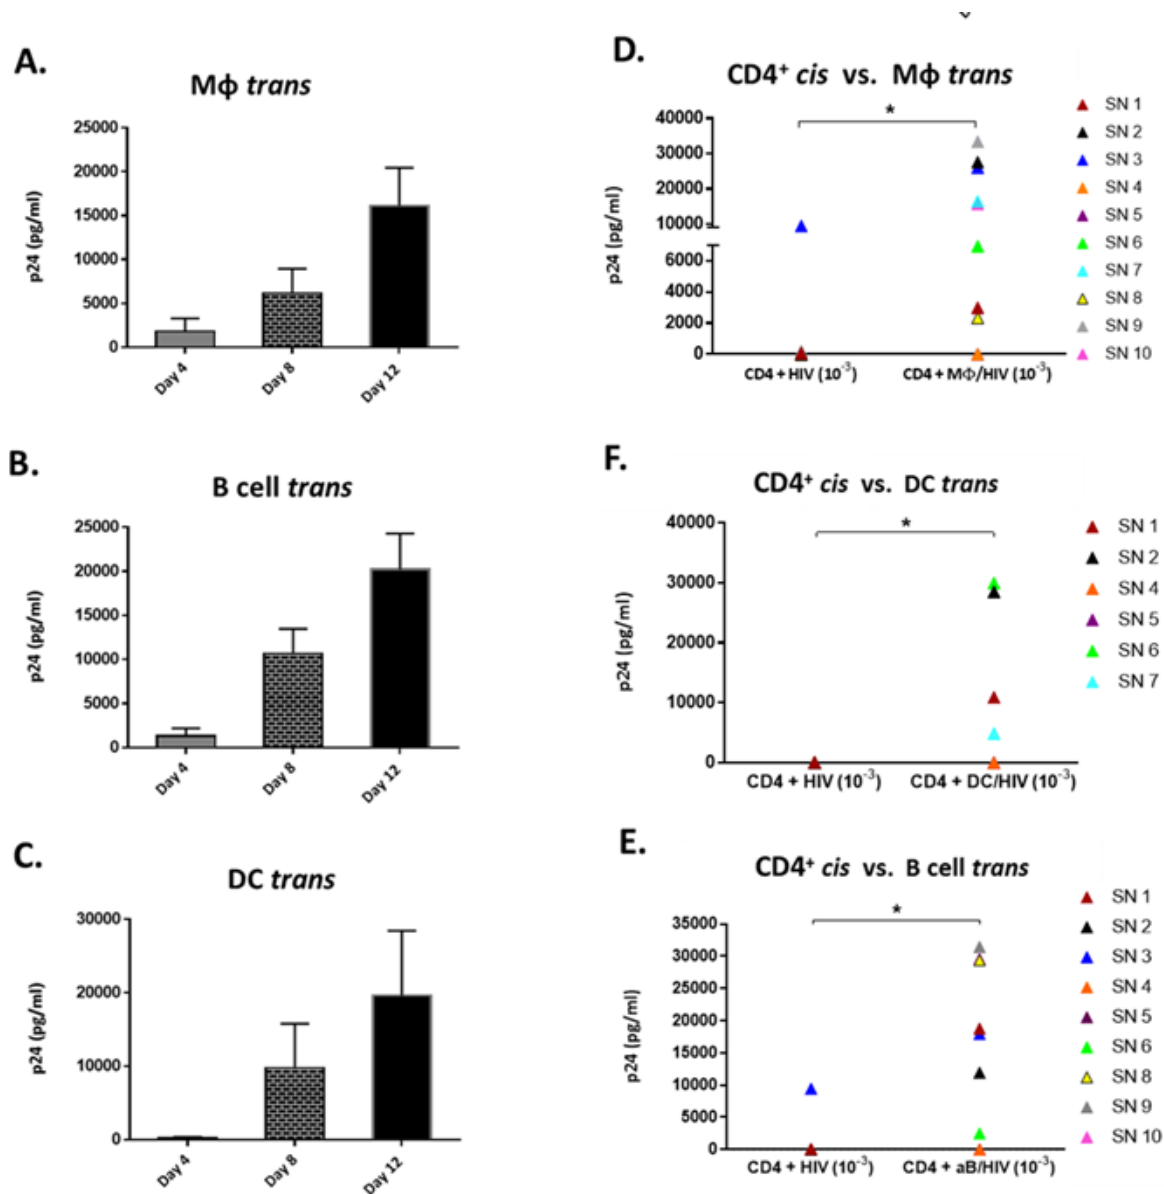 A.
Mϕ trans
25000
20000
15000
10000
5000
0
p24 (pg/ml)
Day 4
Day 8
Day 12
B.
B cell trans
25000
20000
15000
10000
5000
0
p24 (pg/ml)
Day 4
Day 8
Day 12
C.
DC trans
30000
20000
10000
0
p24 (pg/ml)
Day 4
Day 8
Day 12
D.
CD4⁺ cis vs. Mϕ trans
*
40000
30000
20000
10000
6000
4000
2000
0
p24 (pg/ml)
CD4 + HIV (10⁻³)
CD4 + MΦ/HIV (10⁻³)
SN 1
SN 2
SN 3
SN 4
SN 5
SN 6
SN 7
SN 8
SN 9
SN 10
F.
CD4⁺ cis vs. DC trans
*
40000
30000
20000
10000
0
p24 (pg/ml)
CD4 + HIV (10⁻³)
CD4 + DC/HIV (10⁻³)
SN 1
SN 2
SN 4
SN 5
SN 6
SN 7
E.
CD4⁺ cis vs. B cell trans
*
35000
30000
25000
20000
15000
10000
5000
0
p24 (pg/ml)
CD4 + HIV (10⁻³)
CD4 + aB/HIV (10⁻³)
SN 1
SN 2
SN 3
SN 4
SN 5
SN 6
SN 8
SN 9
SN 10